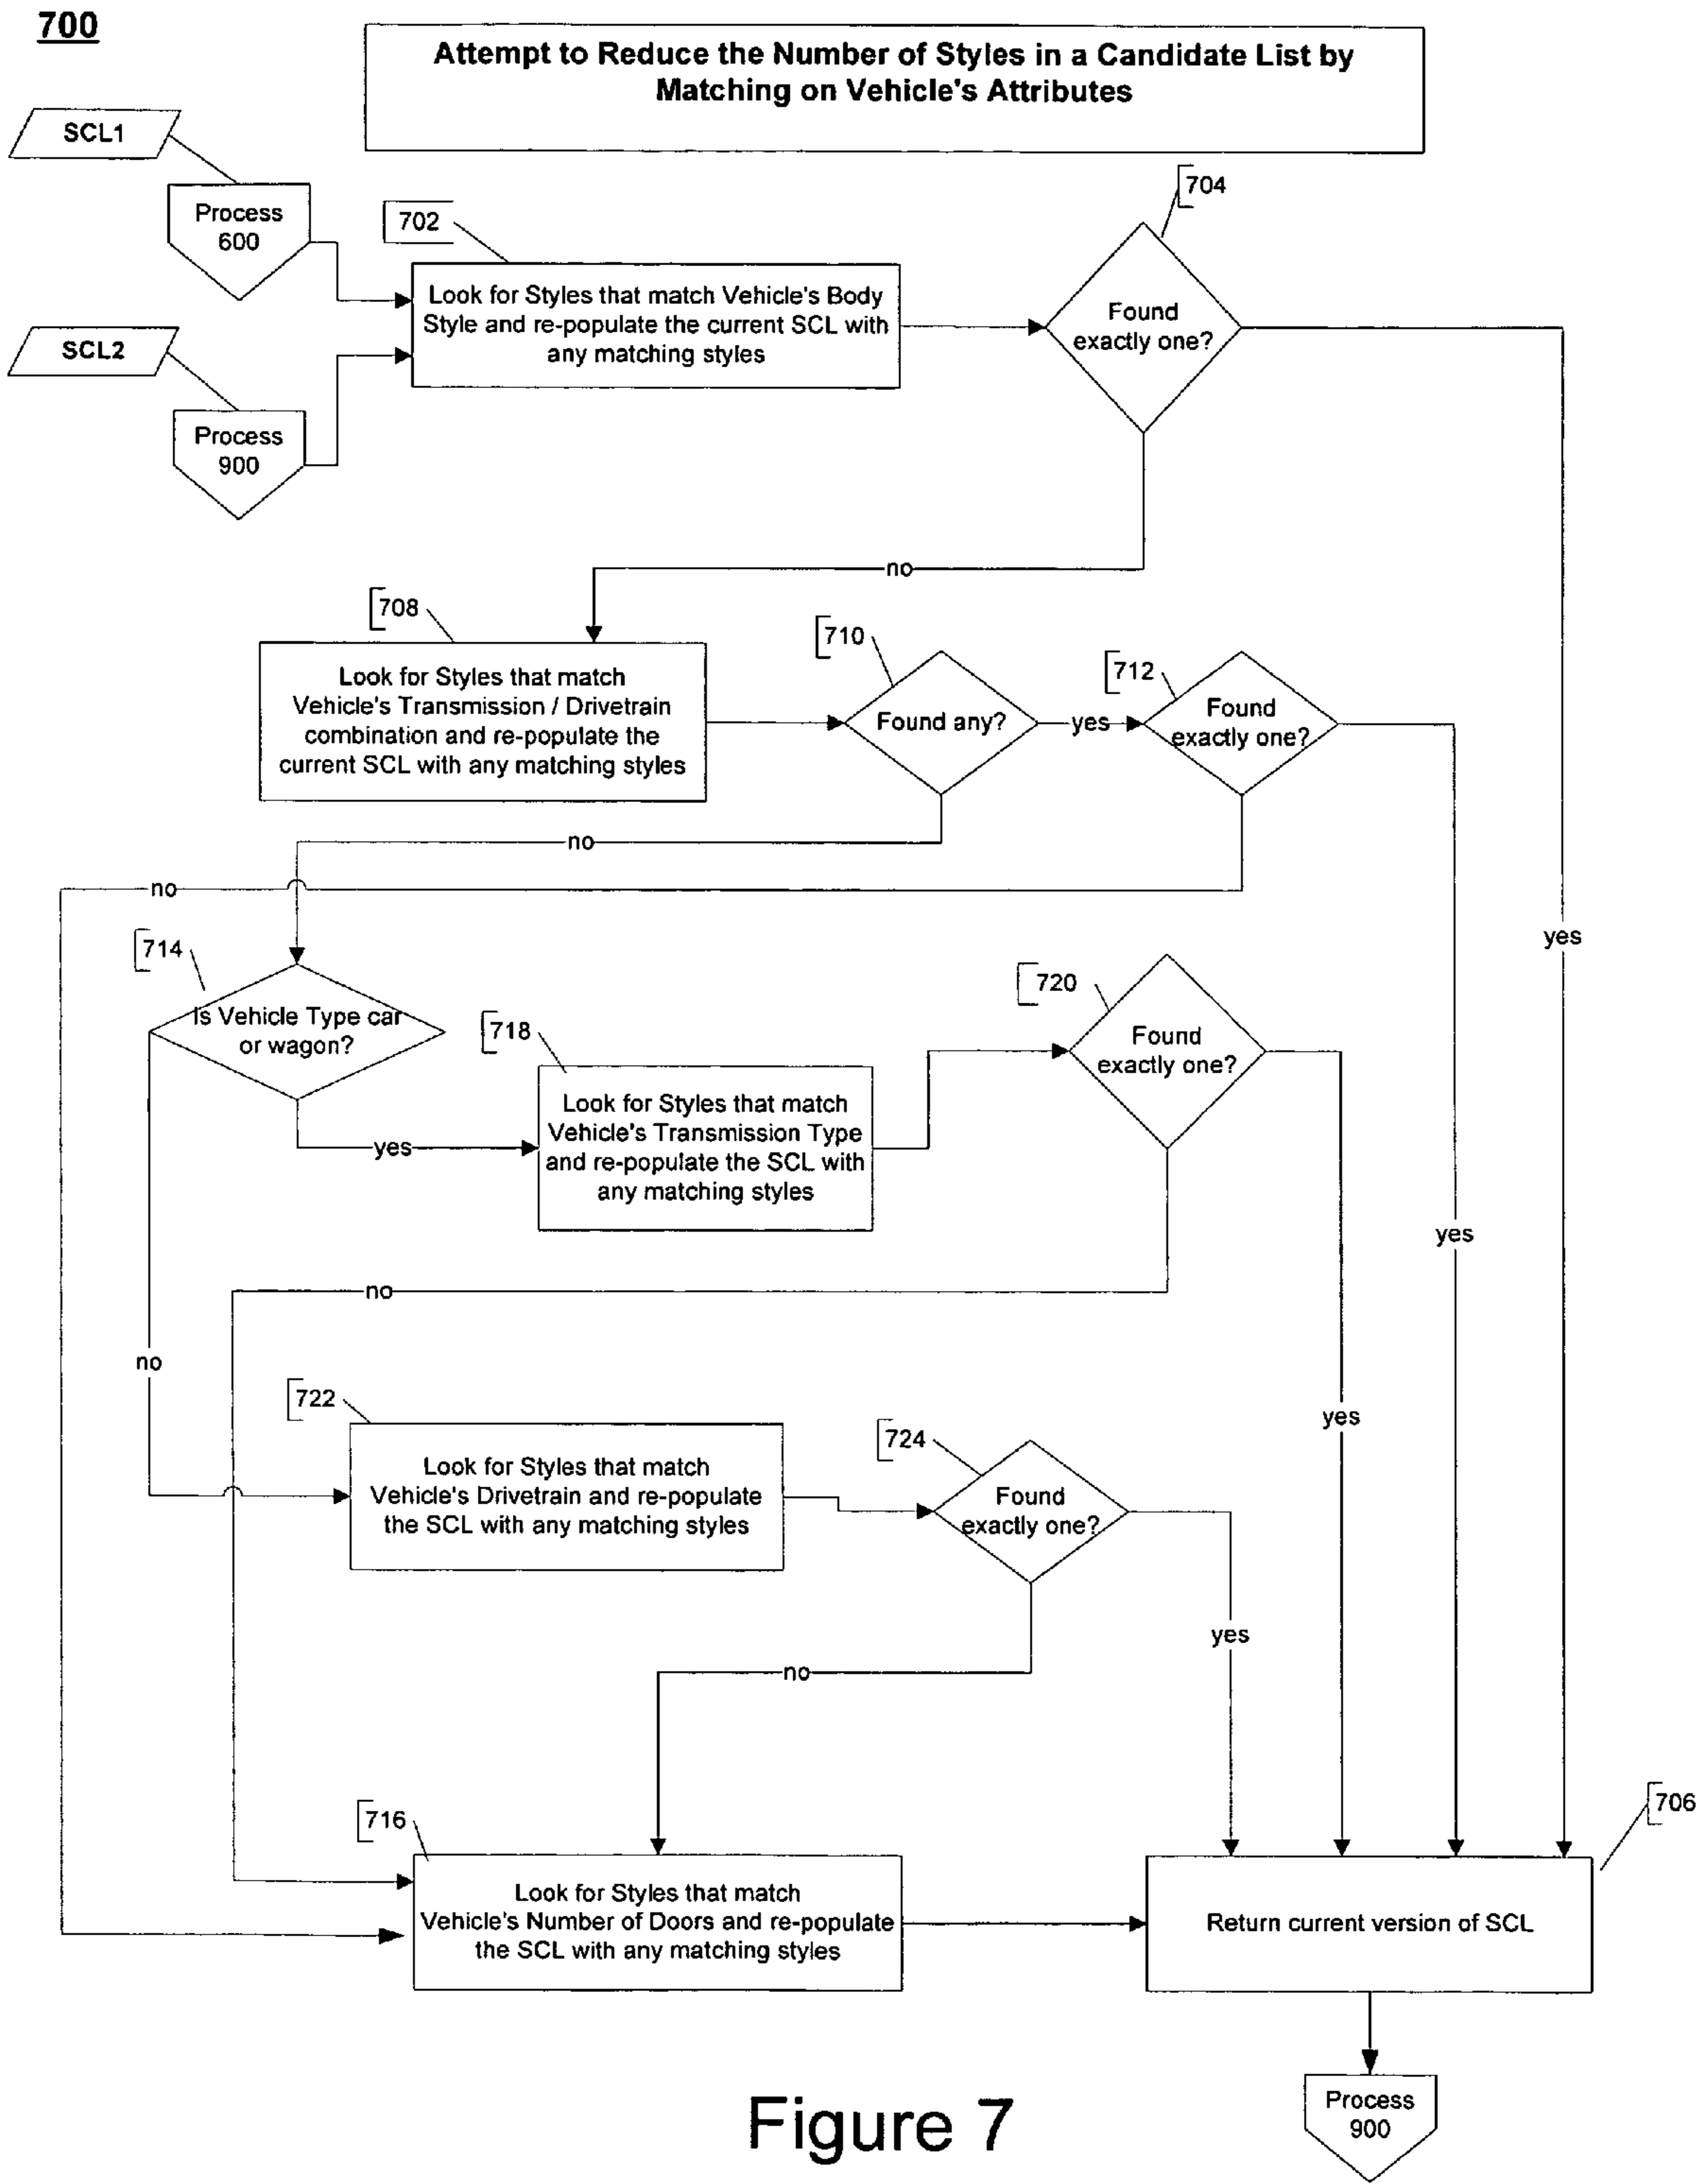 700
Attempt to Reduce the Number of Styles in a Candidate List by
Matching on Vehicle's Attributes
SCL1
Process
600
702
704
Look for Styles that match Vehicle's Body
Style and re-populate the current SCL with
any matching styles
Found
exactly one?
SCL2
Process
900
no
708
710
712
Look for Styles that match
Vehicle's Transmission / Drivetrain
combination and re-populate the
current SCL with any matching styles
Found any?
yes
Found
exactly one?
no
no
yes
714
Is Vehicle Type car
or wagon?
718
720
Found
exactly one?
yes
Look for Styles that match
Vehicle's Transmission Type
and re-populate the SCL with
any matching styles
yes
no
no
722
724
yes
Look for Styles that match
Vehicle's Drivetrain and re-populate
the SCL with any matching styles
Found
exactly one?
yes
no
716
706
Look for Styles that match
Vehicle's Number of Doors and re-populate
the SCL with any matching styles
Return current version of SCL
Process
900
Figure 7